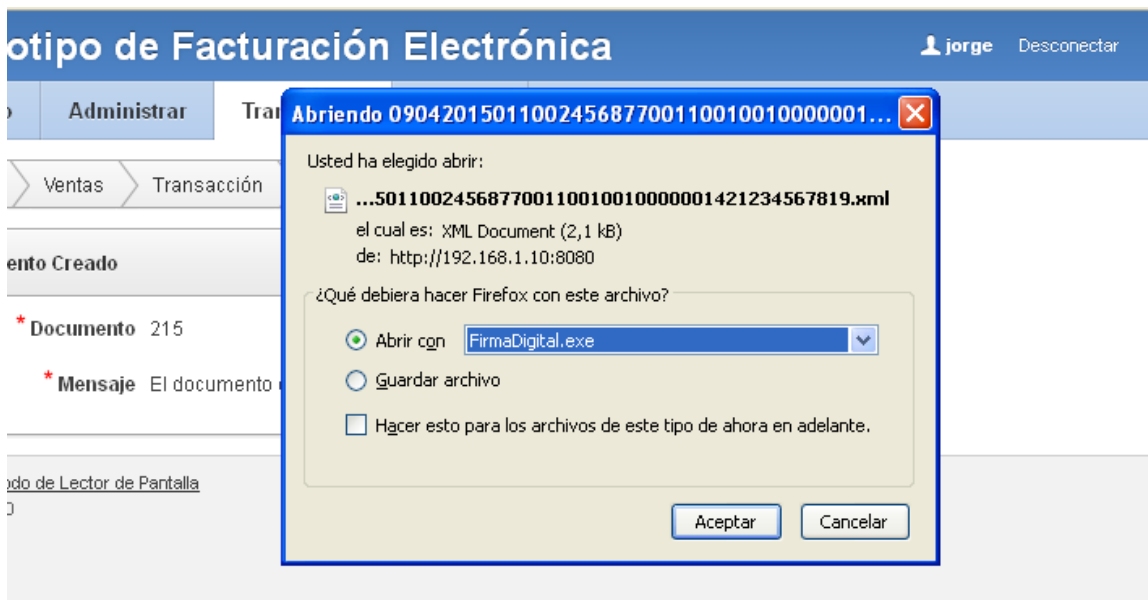 otipo de Facturación Electrónica
jorge Desconectar
Administrar
Abriendo 0904201501100245687700110010010000001...
Usted ha elegido abrir:
Ventas Transacción
...501100245687700110010010000001421234567819.xml
el cual es: XML Document (2,1 kB)
de: http://192.168.1.10:8080
ento Creado
¿Qué debiera hacer Firefox con este archivo?
* Documento 215
Abrir con FirmaDigital.exe
* Mensaje El documento
Guardar archivo
Hacer esto para los archivos de este tipo de ahora en adelante.
odo de Lector de Pantalla
Aceptar Cancelar